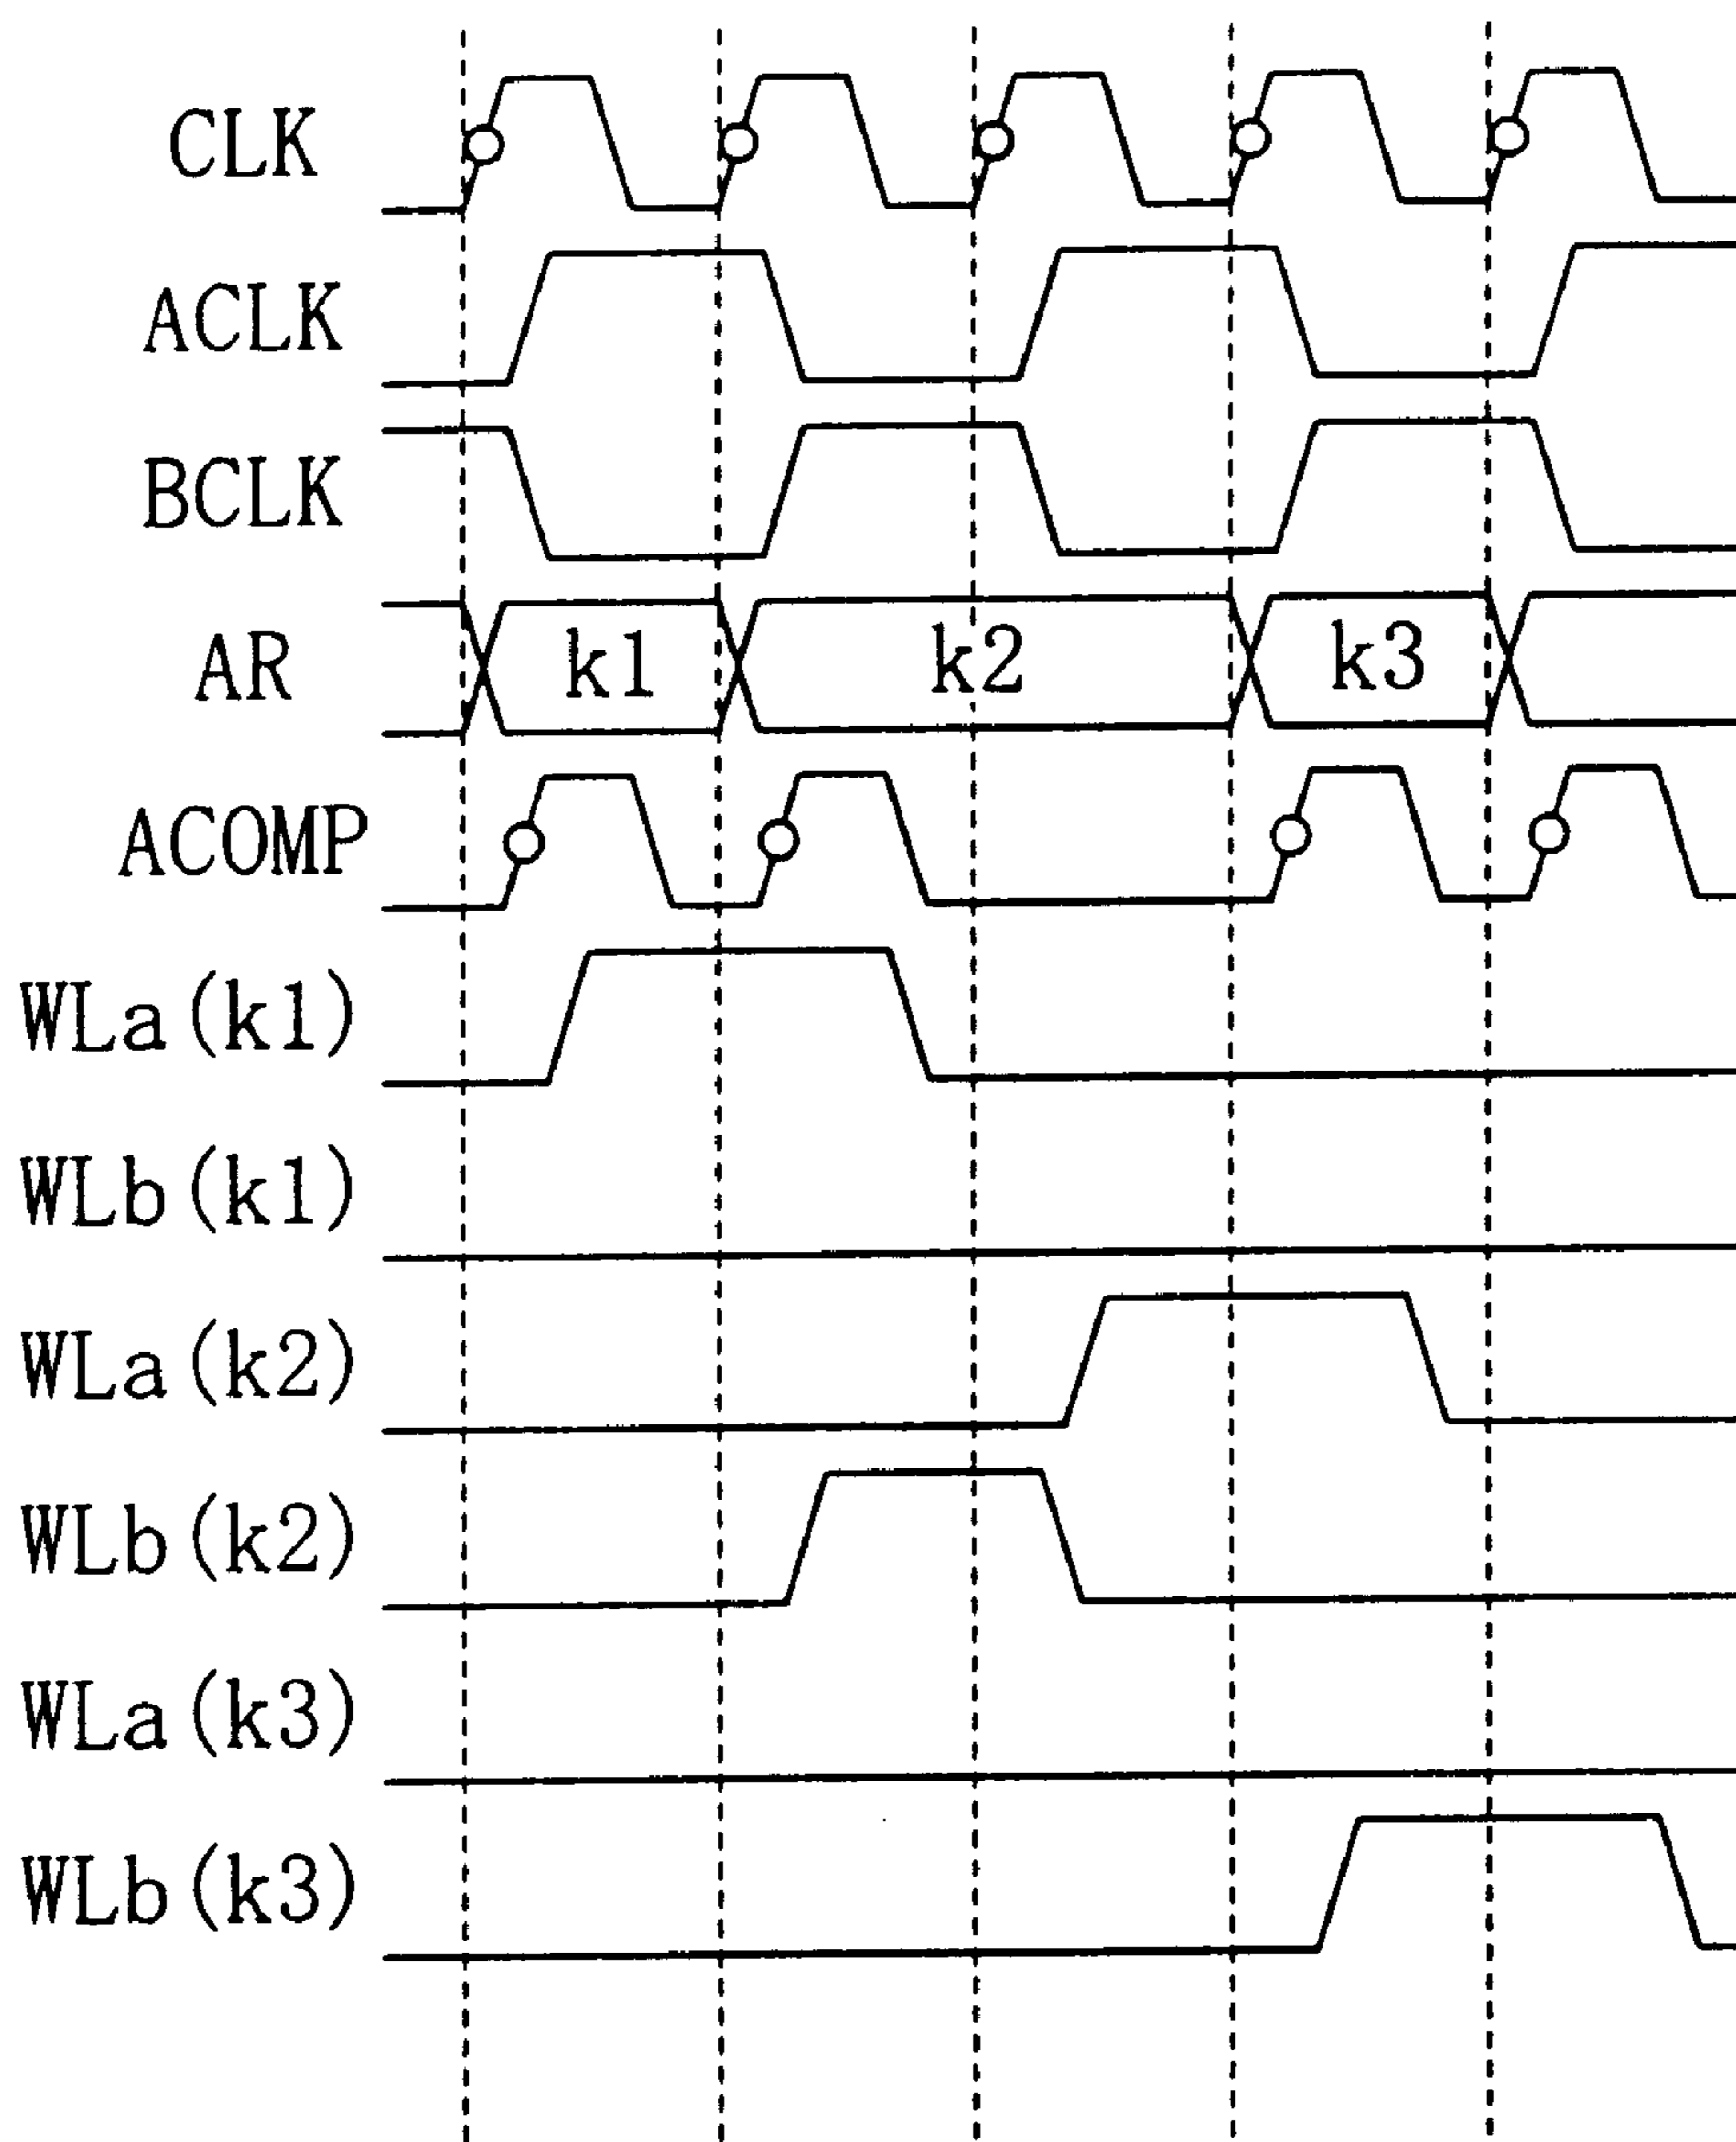 CLK
ACLK
BCLK
AR k1 k2 k3
ACOMP
WLa(k1)
WLb(k1)
WLa(k2)
WLb(k2)
WLa(k3)
WLb(k3)